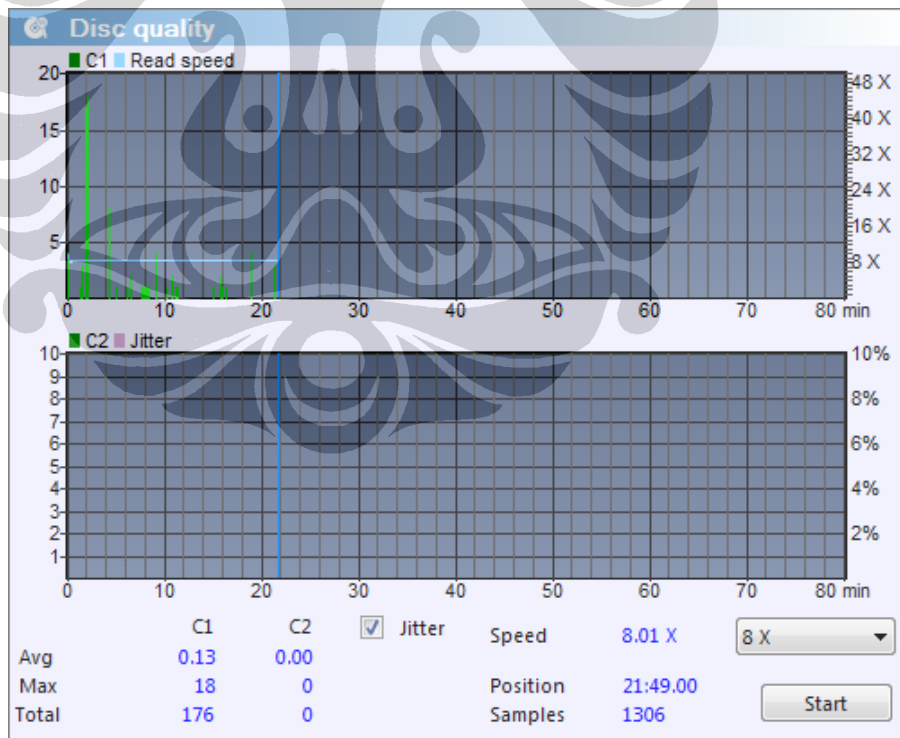 Disc quality
C1 Read speed
20
15
10
5
48 X
40 X
32 X
24 X
16 X
8 X
0 10 20 30 40 50 60 70 80 min
C2 Jitter
10
9
8
7
6
5
4
3
2
1
10%
8%
6%
4%
2%
0 10 20 30 40 50 60 70 80 min
C1 C2 Jitter Speed 8.01 X 8 X
Avg 0.13 0.00
Max 18 0 Position 21:49.00 Start
Total 176 0 Samples 1306